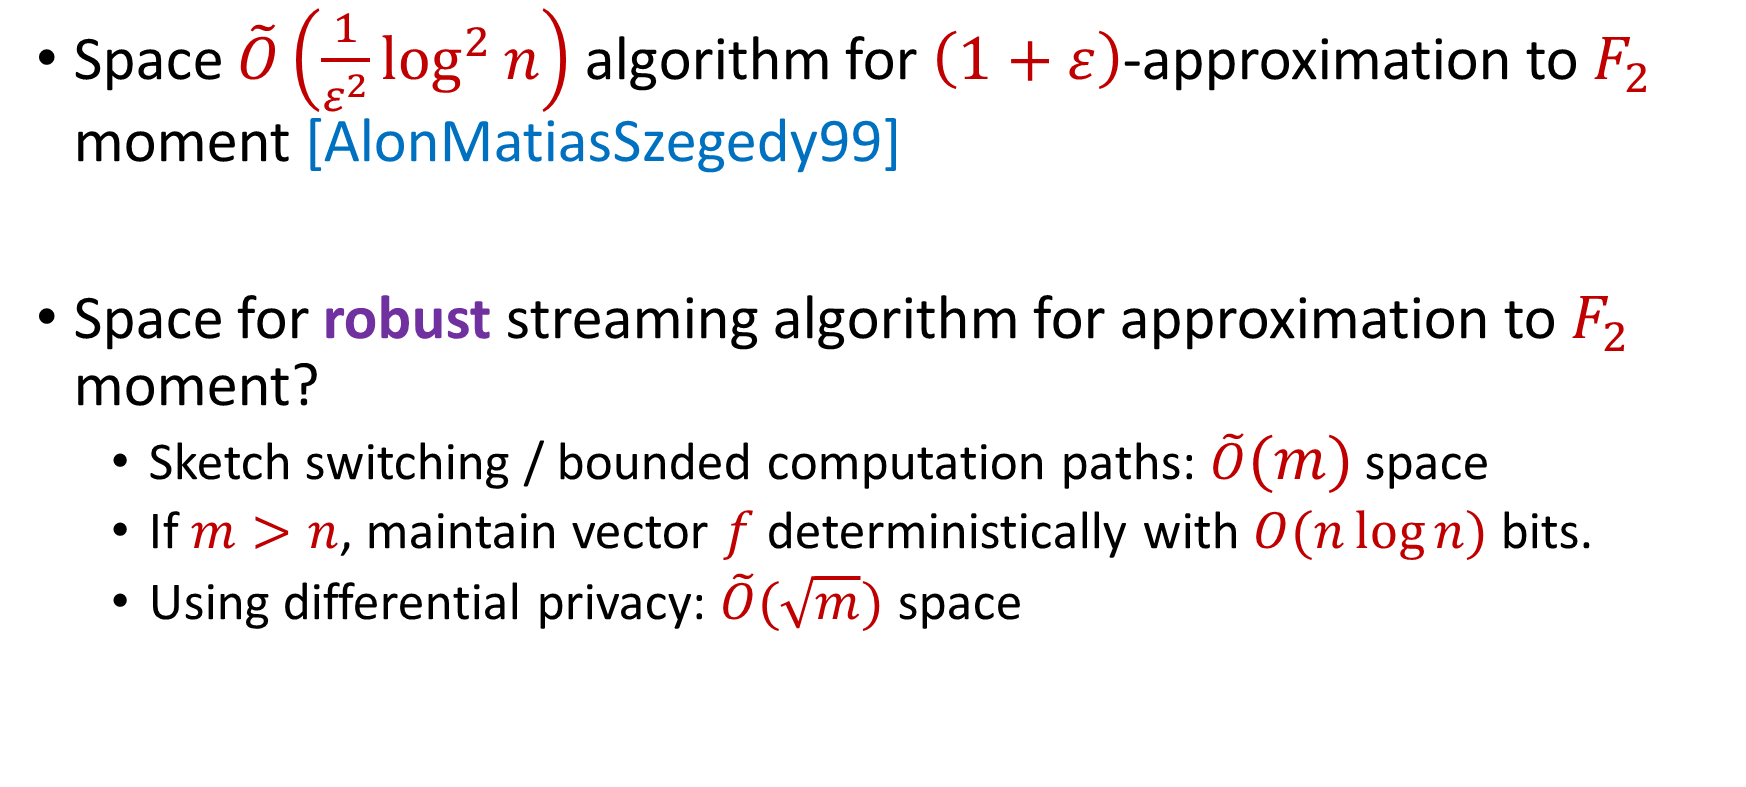 • Space Õ(1/ε² log² n) algorithm for (1 + ε)-approximation to F₂
moment [AlonMatiasSzegedy99]
• Space for robust streaming algorithm for approximation to F₂
moment?
• Sketch switching / bounded computation paths: Õ(m) space
• If m > n, maintain vector f deterministically with O(n log n) bits.
• Using differential privacy: Õ(√m) space